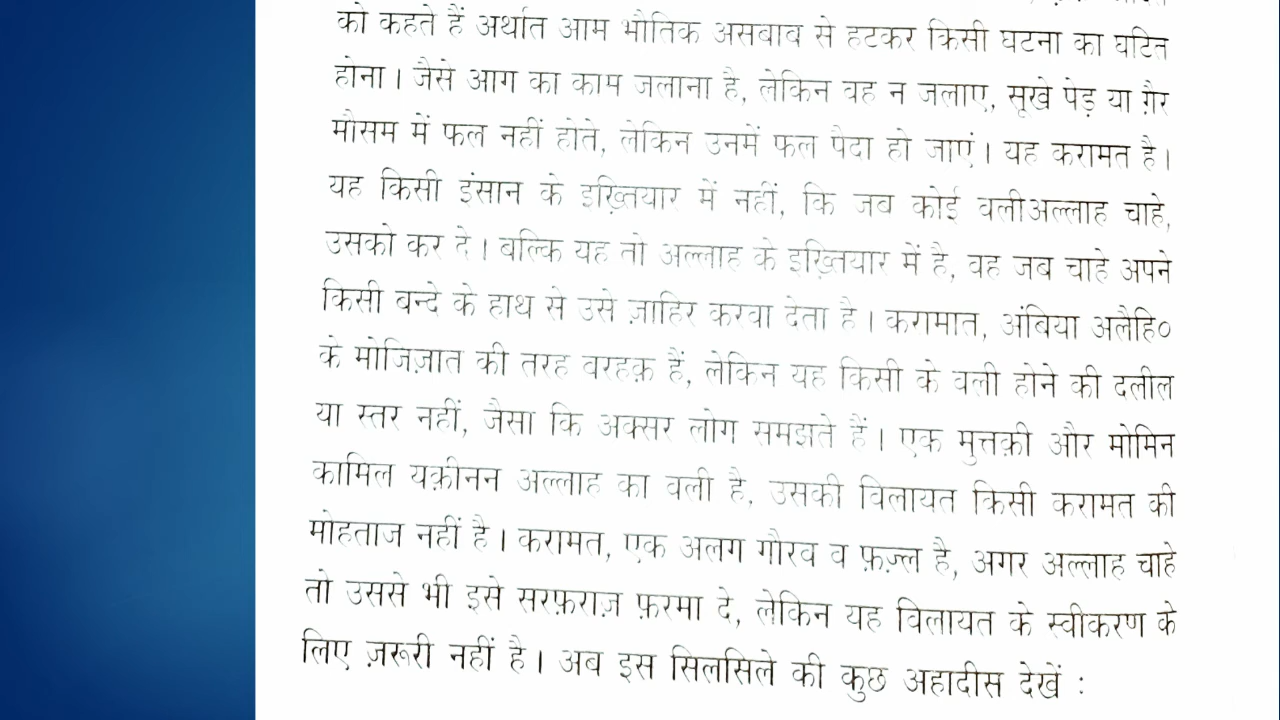 को कहते हैं अर्थात आम भौतिक असबाब से हटकर किसी घटना का घटित
होना। जैसे आग का काम जलाना है, लेकिन वह न जलाए, सूखे पेड़ या ग़ैर
मौसम में फल नहीं होते, लेकिन उनमें फल पैदा हो जाएं। यह करामत है।
यह किसी इंसान के इख़्तियार में नहीं, कि जब कोई वलीअल्लाह चाहे,
उसको कर दे। बल्कि यह तो अल्लाह के इख़्तियार में है, वह जब चाहे अपने
किसी बन्दे के हाथ से उसे ज़ाहिर करवा देता है। करामात, अंबिया अलैहि०
के मोजिज़ात की तरह बरहक़ हैं, लेकिन यह किसी के वली होने की दलील
या स्तर नहीं, जैसा कि अक्सर लोग समझते हैं। एक मुत्तक़ी और मोमिन
कामिल यक़ीनन अल्लाह का वली है, उसकी विलायत किसी करामत की
मोहताज नहीं है। करामत, एक अलग गौरव व फ़ज़्ल है, अगर अल्लाह चाहे
तो उससे भी इसे सरफ़राज़ फ़रमा दे, लेकिन यह विलायत के स्वीकरण के
लिए ज़रूरी नहीं है। अब इस सिलसिले की कुछ अहादीस देखें :